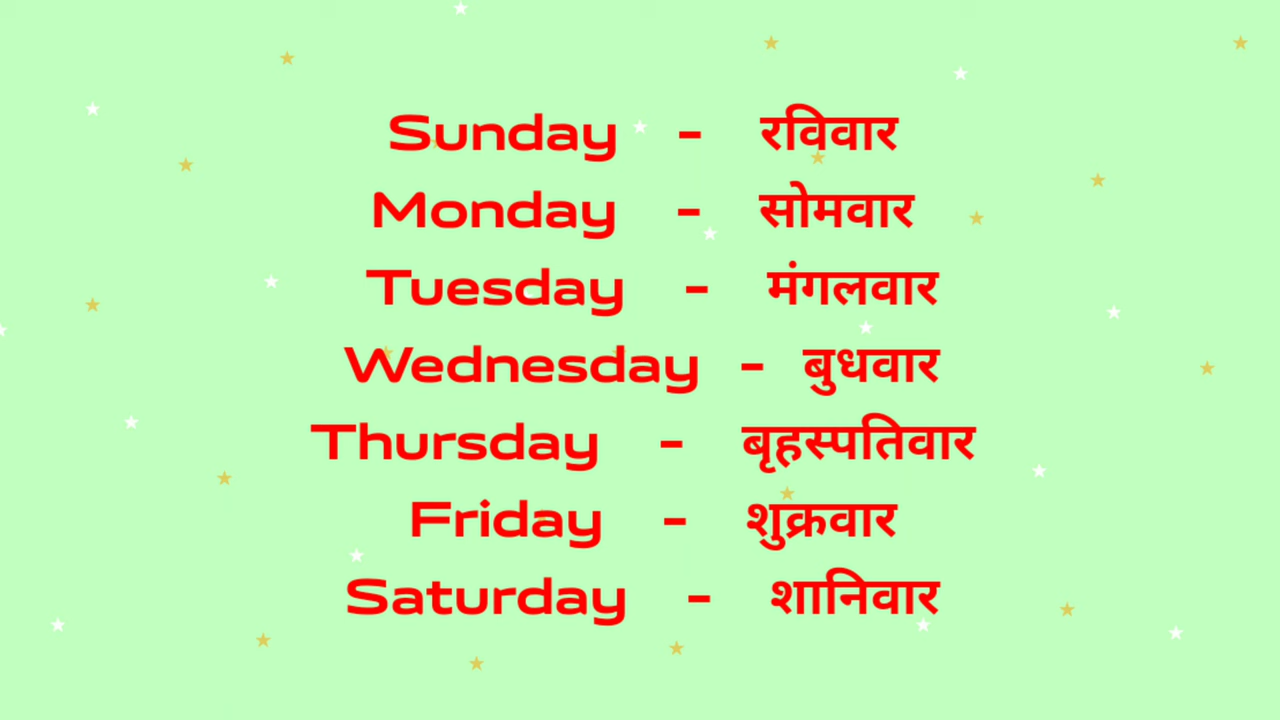 Sunday - रविवार
Monday - सोमवार
Tuesday - मंगलवार
Wednesday - बुधवार
Thursday - बृहस्पतिवार
Friday - शुक्रवार
Saturday - शानिवार